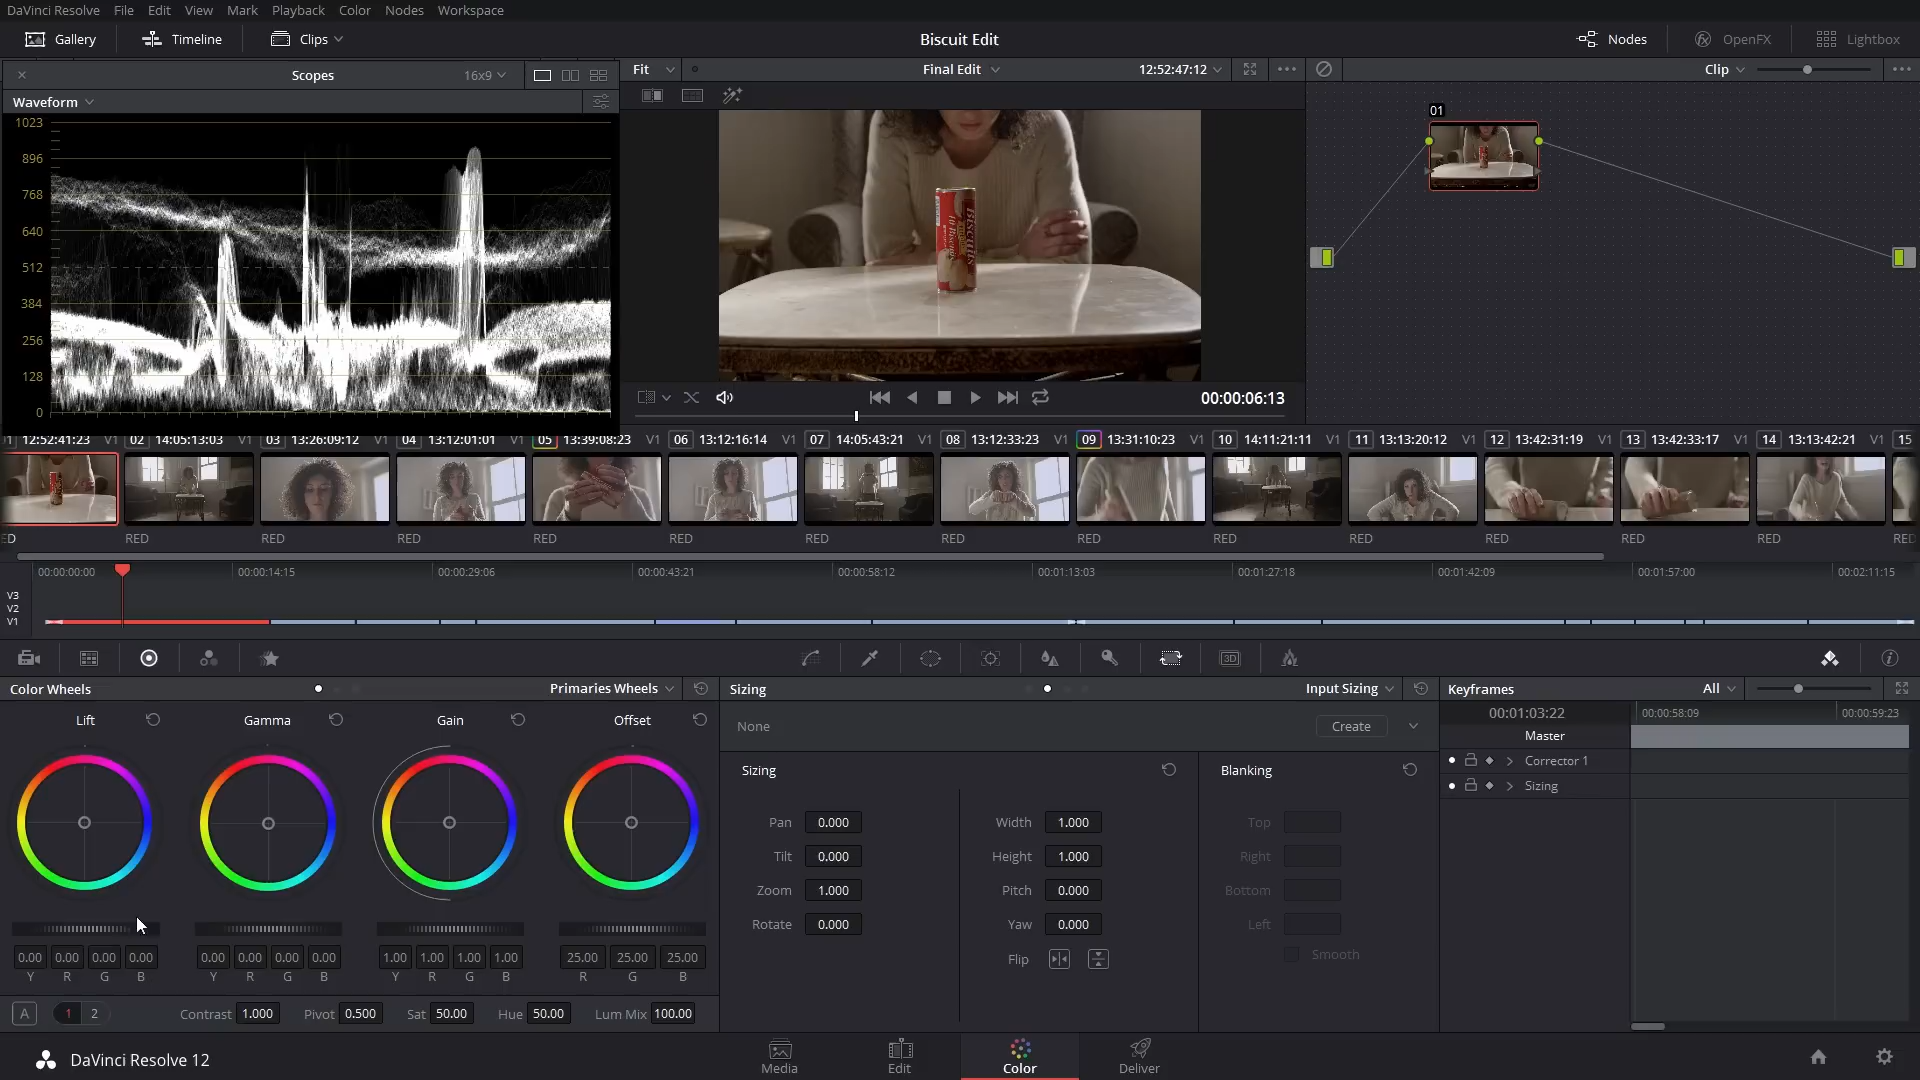 DaVinci Resolve File Edit View Mark Playback Color Nodes Workspace
Gallery Timeline Clips Biscuit Edit Nodes OpenFX Lightbox
Scopes 16x9 Fit Final Edit 12:52:47:12 Clip
Waveform
01
1023
896
768
640
512
384
256
128
0
Biscuits
00:00:06:13
1 12:52:41:23 V1 02 14:05:13:03 V1 03 13:26:09:12 V1 04 13:12:01:01 V1 05 13:39:08:23 V1 06 13:12:16:14 V1 07 14:05:43:21 V1 08 13:12:33:23 V1 09 13:31:10:23 V1 10 14:11:21:11 V1 11 13:13:20:12 V1 12 13:42:31:19 V1 13 13:42:33:17 V1 14 13:13:42:21 V1 15
ED RED RED RED RED RED RED RED RED RED RED RED RED RED RED
00:00:00:00 00:00:14:15 00:00:29:06 00:00:43:21 00:00:58:12 00:01:13:03 00:01:27:18 00:01:42:09 00:01:57:00 00:02:11:15
V3
V2
V1
3D
Color Wheels Primaries Wheels Sizing Input Sizing Keyframes All
Lift Gamma Gain Offset
None Create
00:01:03:22 00:00:58:09 00:00:59:23
Master
Corrector 1
Sizing
Sizing Blanking
Pan 0.000 Width 1.000 Top
Tilt 0.000 Height 1.000 Right
Zoom 1.000 Pitch 0.000 Bottom
Rotate 0.000 Yaw 0.000 Left
Flip Smooth
0.00 0.00 0.00 0.00 0.00 0.00 0.00 0.00 1.00 1.00 1.00 1.00 25.00 25.00 25.00
Y R G B Y R G B Y R G B R G B
A 1 2 Contrast 1.000 Pivot 0.500 Sat 50.00 Hue 50.00 Lum Mix 100.00
DaVinci Resolve 12 Media Edit Color Deliver